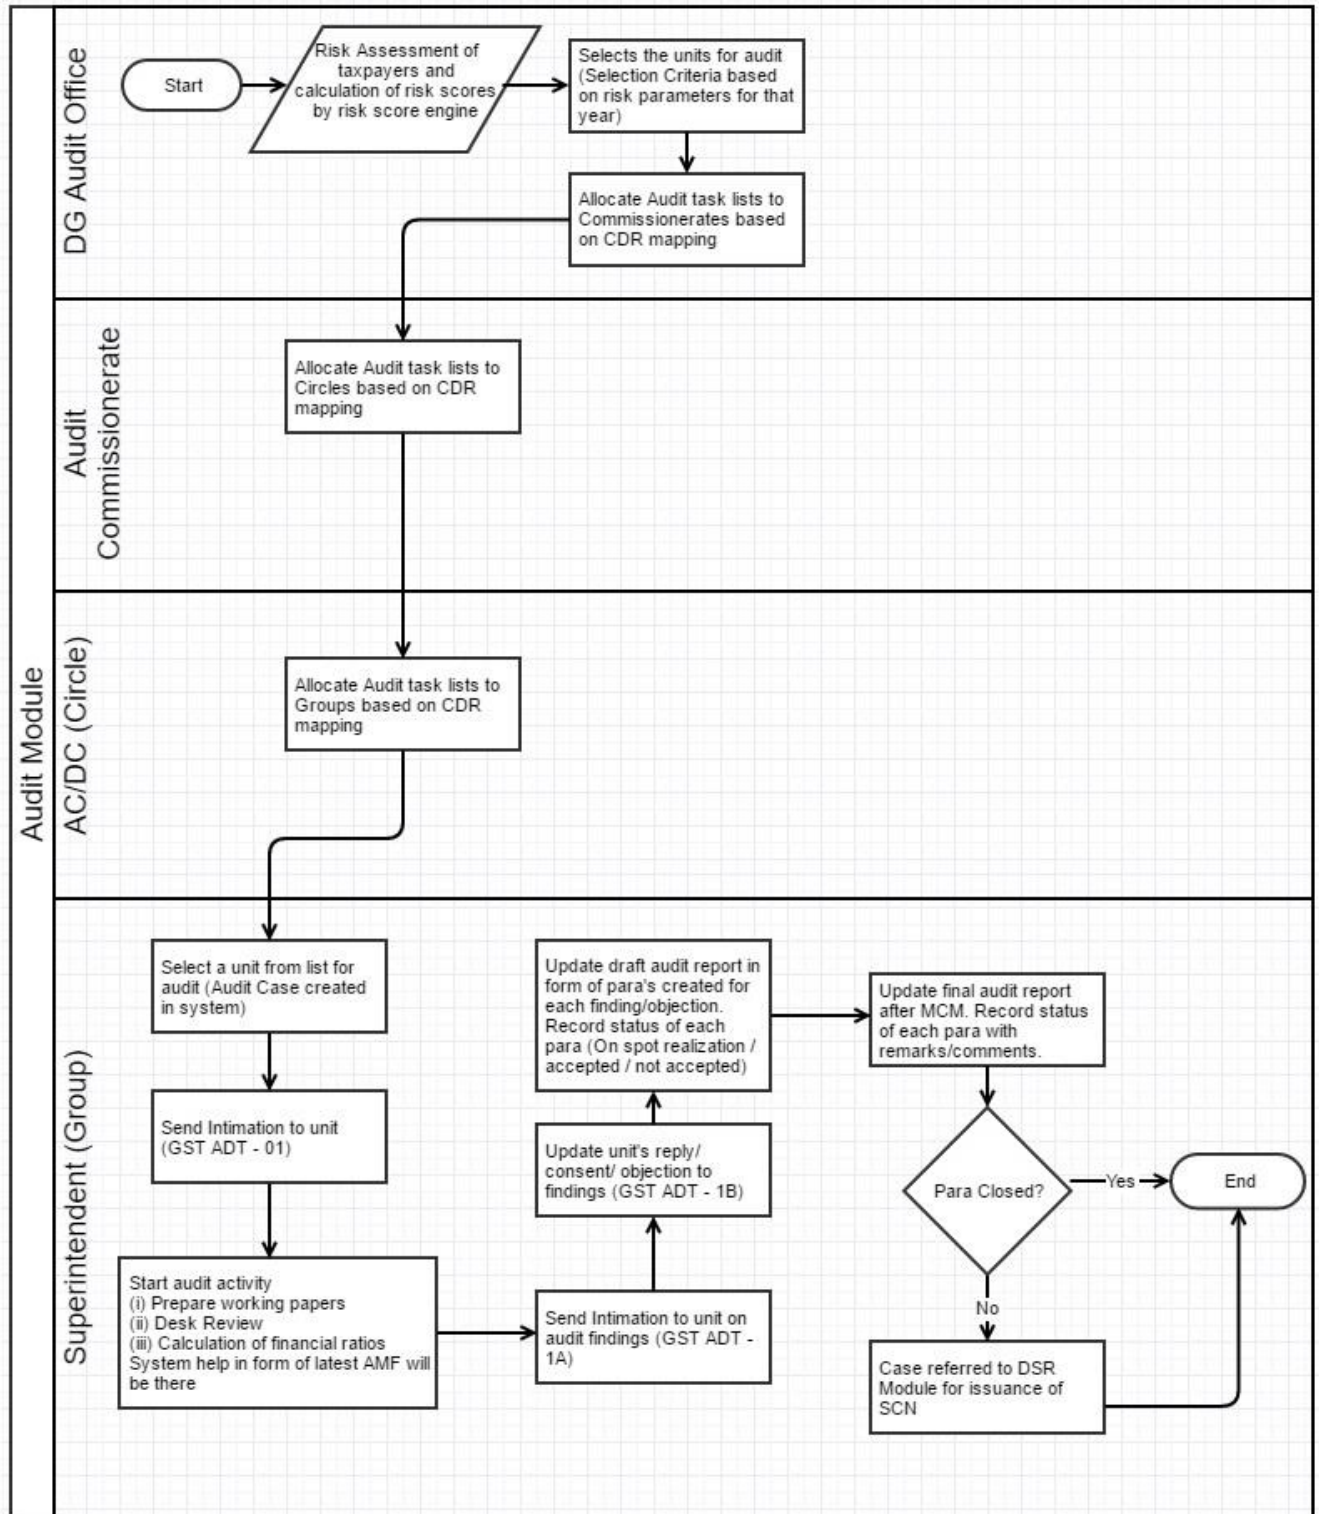 Audit Module
DG Audit Office
Start
Risk Assessment of
taxpayers and
calculation of risk scores
by risk score engine
Selects the units for audit
(Selection Criteria based
on risk parameters for that
year)
Allocate Audit task lists to
Commissionerates based
on CDR mapping
Audit
Commissionerate
Allocate Audit task lists to
Circles based on CDR
mapping
AC/DC (Circle)
Allocate Audit task lists to
Groups based on CDR
mapping
Superintendent (Group)
Select a unit from list for
audit (Audit Case created
in system)
Send Intimation to unit
(GST ADT - 01)
Start audit activity
(i) Prepare working papers
(ii) Desk Review
(iii) Calculation of financial ratios
System help in form of latest AMF will
be there
Send Intimation to unit on
audit findings (GST ADT -
1A)
Update unit's reply/
consent/ objection to
findings (GST ADT - 1B)
Update draft audit report in
form of para's created for
each finding/objection.
Record status of each
para (On spot realization /
accepted / not accepted)
Update final audit report
after MCM. Record status
of each para with
remarks/comments.
Para Closed?
Yes
End
No
Case referred to DSR
Module for issuance of
SCN